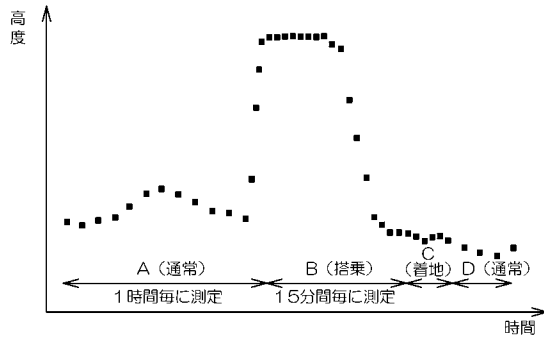 高度
A（通常）
B（搭乗）
C
（着地）
D（通常）
1時間毎に測定
15分間毎に測定
時間